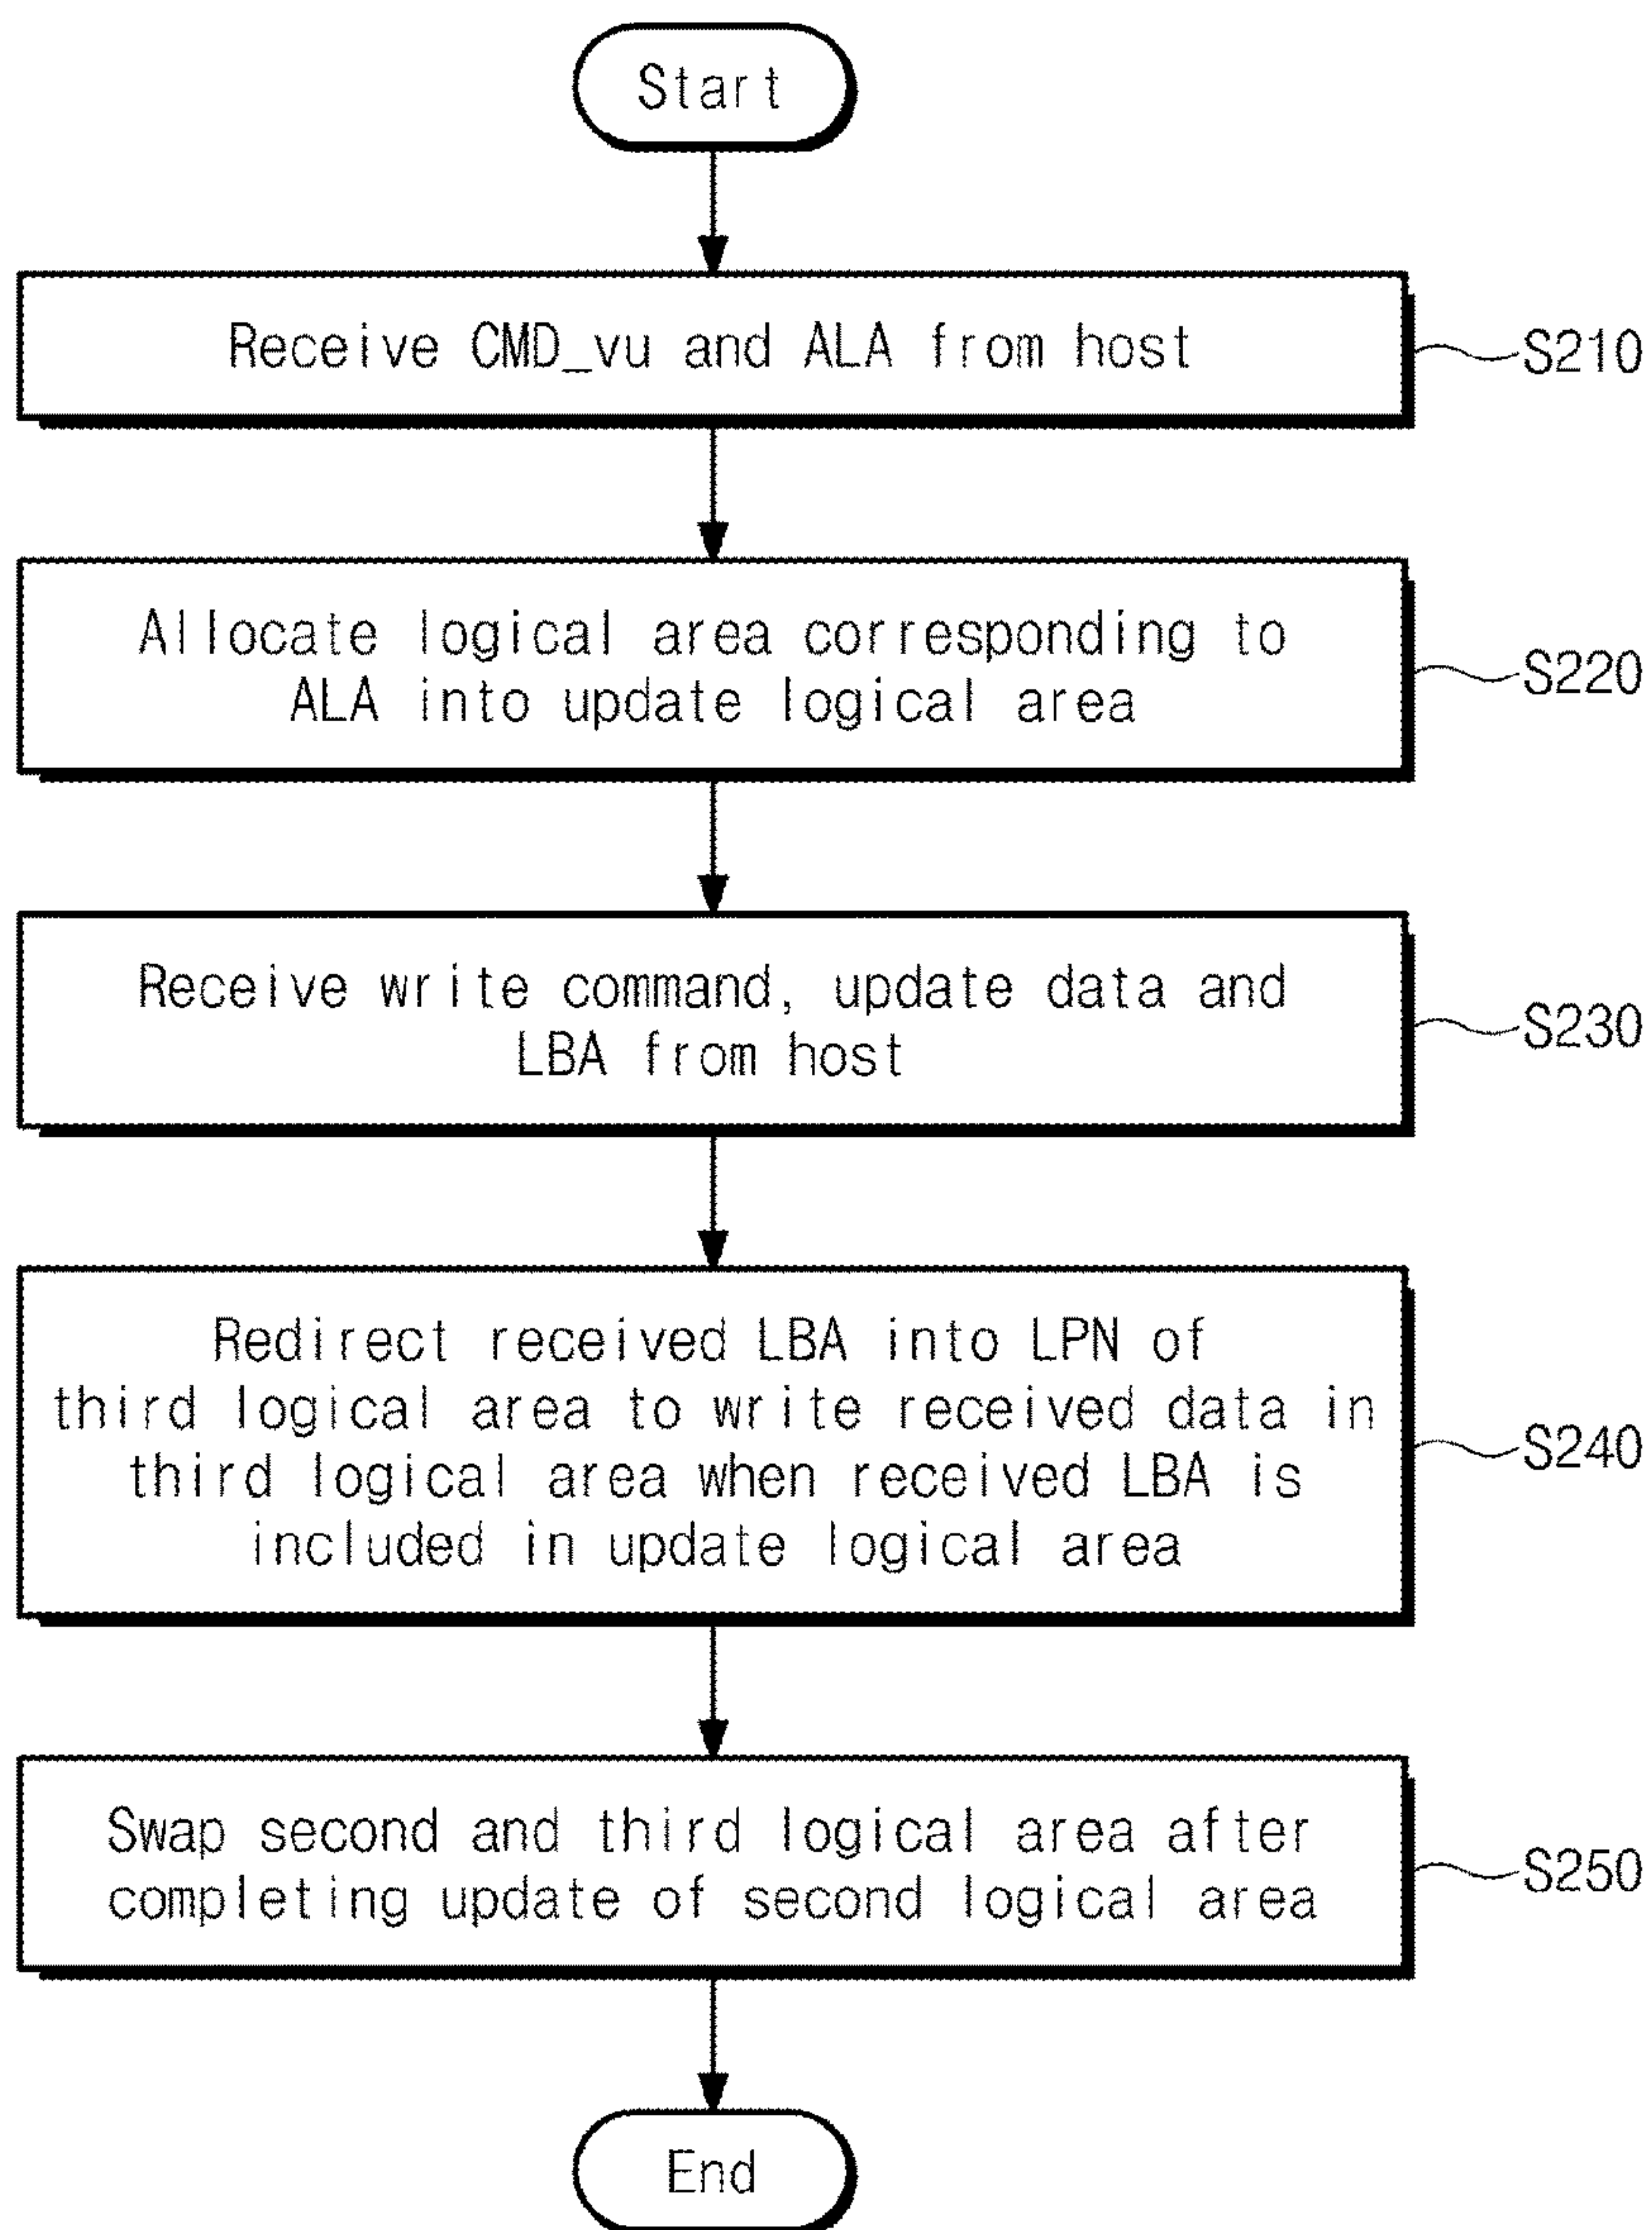 Start
Receive CMD_vu and ALA from host
S210
Allocate logical area corresponding to
ALA into update logical area
S220
Receive write command, update data and
LBA from host
S230
Redirect received LBA into LPN of
third logical area to write received data in
third logical area when received LBA is
included in update logical area
S240
Swap second and third logical area after
completing update of second logical area
S250
End